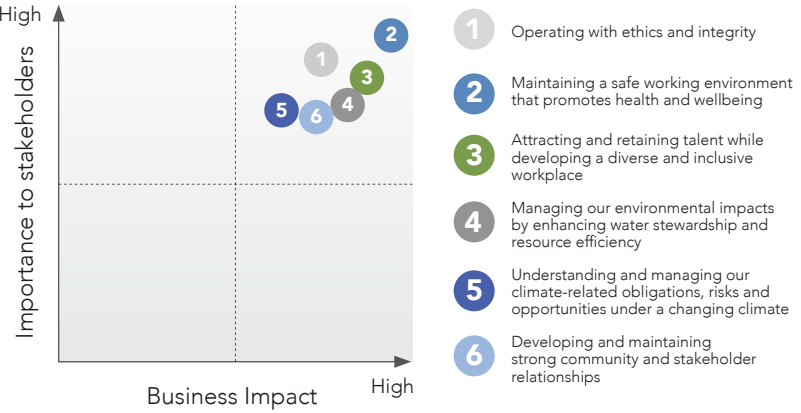 High
Importance to stakeholders
2
1
3
4
5
6
Business Impact
High
1
Operating with ethics and integrity
2
Maintaining a safe working environment
that promotes health and wellbeing
3
Attracting and retaining talent while
developing a diverse and inclusive
workplace
4
Managing our environmental impacts
by enhancing water stewardship and
resource efficiency
5
Understanding and managing our
climate-related obligations, risks and
opportunities under a changing climate
6
Developing and maintaining
strong community and stakeholder
relationships